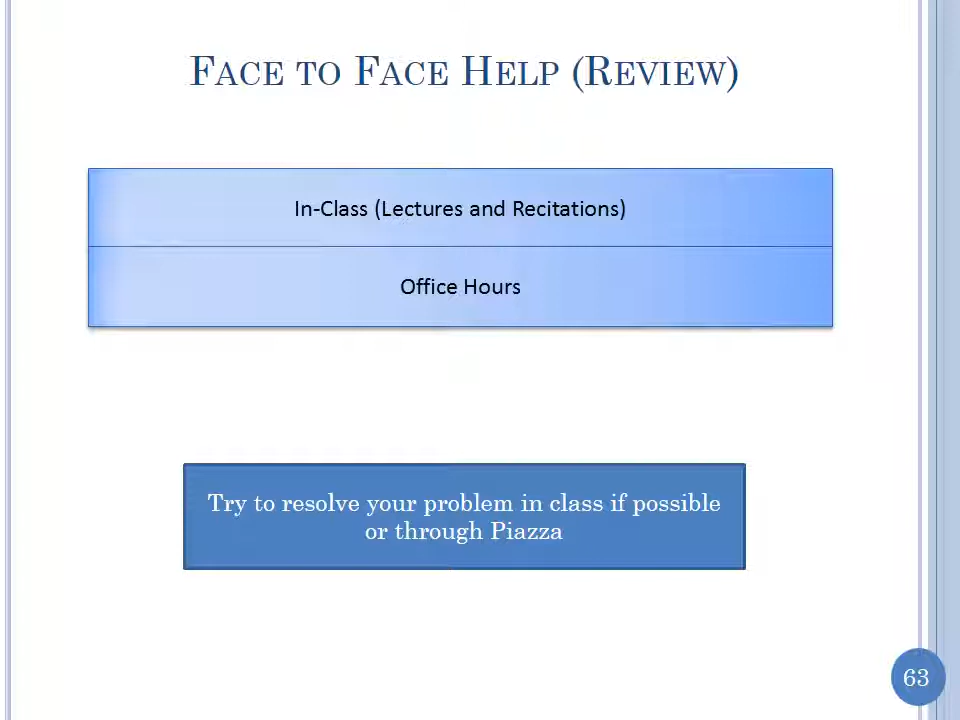 Face to Face Help (Review)
In-Class (Lectures and Recitations)
Office Hours
Try to resolve your problem in class if possible
or through Piazza
63